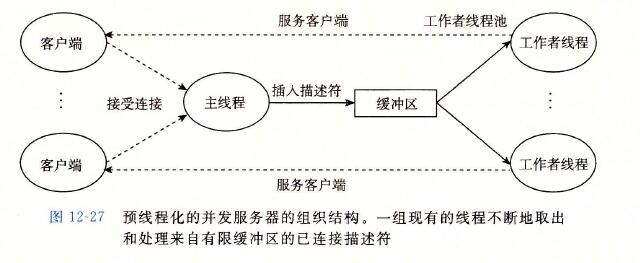 服务客户端
工作者线程池
客户端
工作者线程
插入描述符
⋮
接受连接
主线程
缓冲区
⋮
客户端
工作者线程
服务客户端
图 12-27 预线程化的并发服务器的组织结构。一组现有的线程不断地取出
和处理来自有限缓冲区的已连接描述符